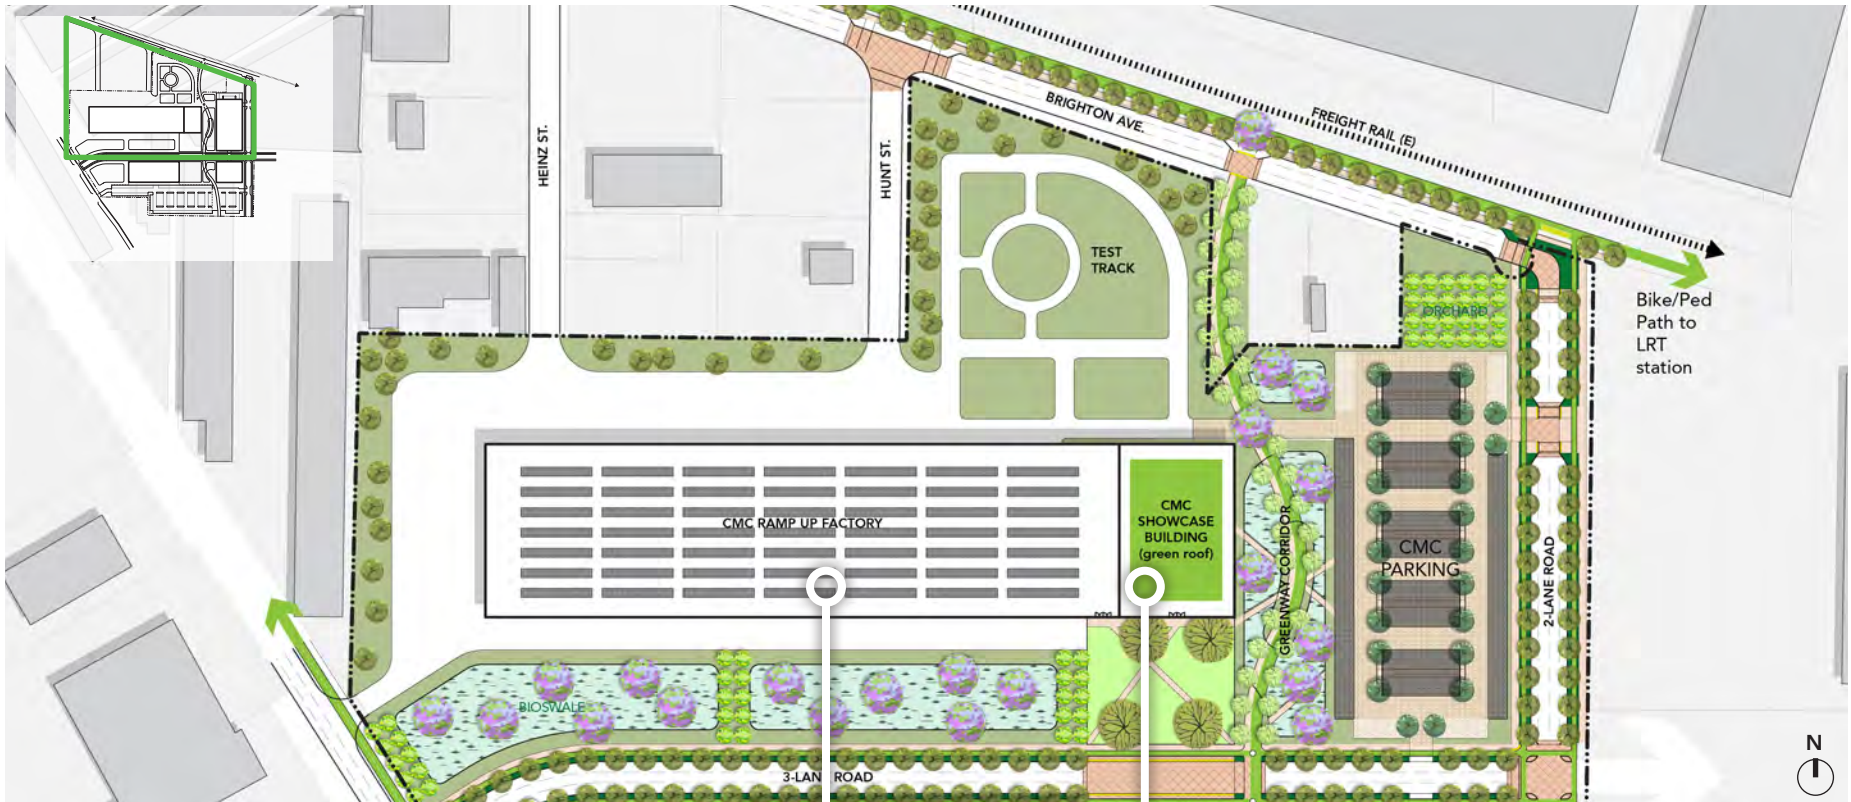 BRIGHTON AVE.
FREIGHT RAIL (E)
HEINZ ST.
HUNT ST.
TEST
TRACK
Bike/Ped
Path to
LRT
station
ORCHARD
CMC RAMP UP FACTORY
CMC
SHOWCASE
BUILDING
(green roof)
GREENWAY CORRIDOR
CMC
PARKING
2-LANE ROAD
BIOSWALE
3-LANE ROAD
N